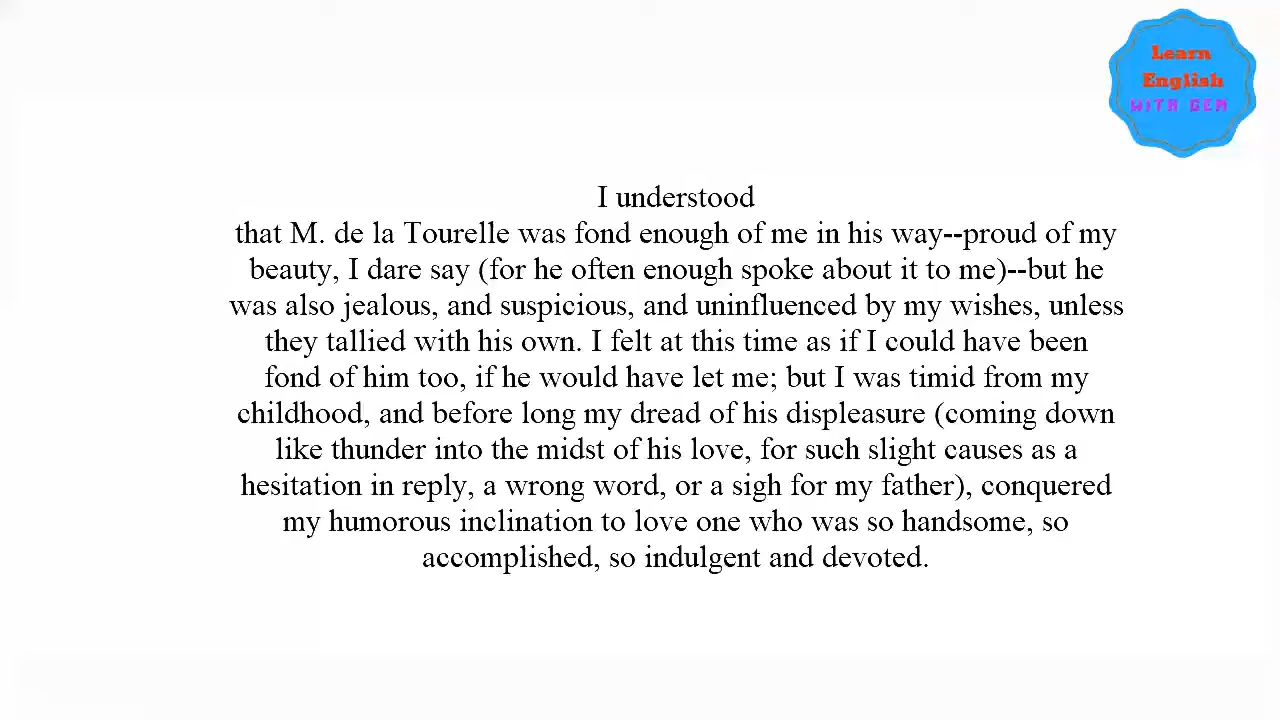 Learn
English
WITH GEM
I understood
that M. de la Tourelle was fond enough of me in his way--proud of my
beauty, I dare say (for he often enough spoke about it to me)--but he
was also jealous, and suspicious, and uninfluenced by my wishes, unless
they tallied with his own. I felt at this time as if I could have been
fond of him too, if he would have let me; but I was timid from my
childhood, and before long my dread of his displeasure (coming down
like thunder into the midst of his love, for such slight causes as a
hesitation in reply, a wrong word, or a sigh for my father), conquered
my humorous inclination to love one who was so handsome, so
accomplished, so indulgent and devoted.